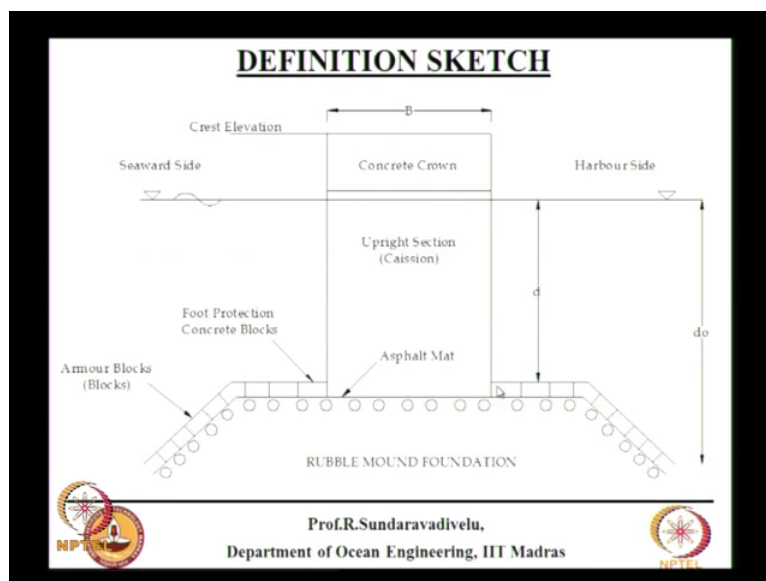 DEFINITION SKETCH
B
Crest Elevation
Seaward Side
Concrete Crown
Harbour Side
Upright Section
(Caission)
d
Foot Protection
Concrete Blocks
do
Asphalt Mat
Armour Blocks
(Blocks)
RUBBLE MOUND FOUNDATION
Prof.R.Sundaravadivelu,
Department of Ocean Engineering, IIT Madras
NPTEL
NPTEL